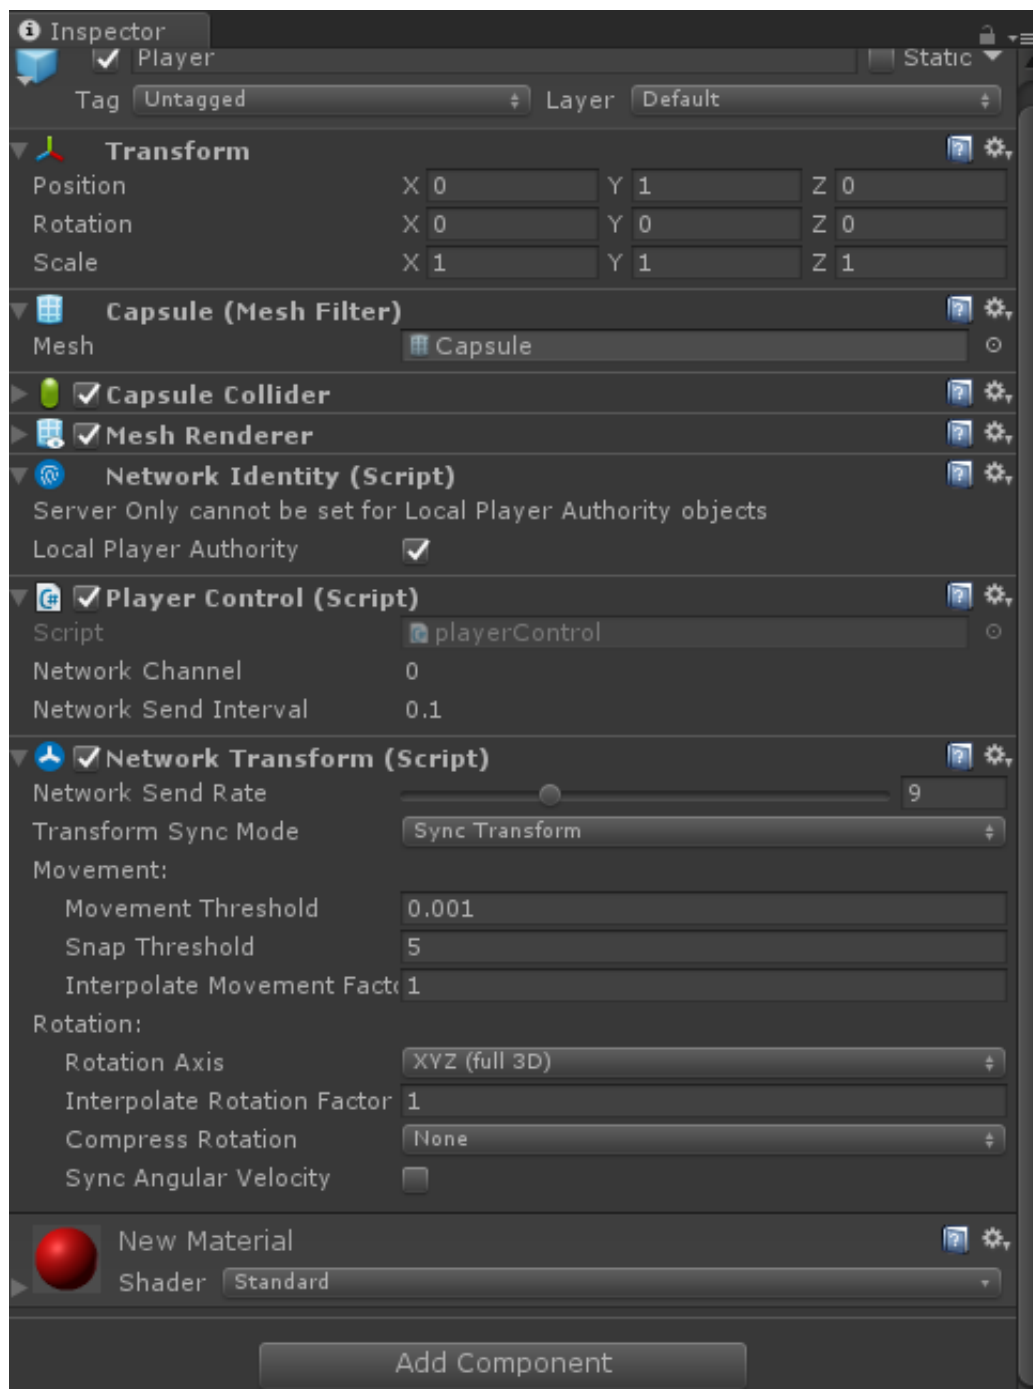 Inspector
Player Static
Tag Untagged Layer Default
Transform
Position X 0 Y 1 Z 0
Rotation X 0 Y 0 Z 0
Scale X 1 Y 1 Z 1
Capsule (Mesh Filter)
Mesh Capsule
Capsule Collider
Mesh Renderer
Network Identity (Script)
Server Only cannot be set for Local Player Authority objects
Local Player Authority
Player Control (Script)
Script playerControl
Network Channel 0
Network Send Interval 0.1
Network Transform (Script)
Network Send Rate 9
Transform Sync Mode Sync Transform
Movement:
Movement Threshold 0.001
Snap Threshold 5
Interpolate Movement Facto 1
Rotation:
Rotation Axis XYZ (full 3D)
Interpolate Rotation Factor 1
Compress Rotation None
Sync Angular Velocity
New Material
Shader Standard
Add Component